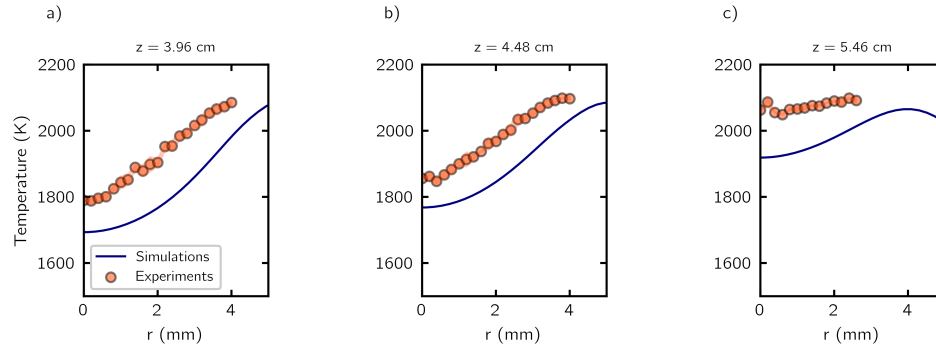 a)
b)
c)
z = 3.96 cm
z = 4.48 cm
z = 5.46 cm
2200
2000
1800
1600
Temperature (K)
Simulations
Experiments
0 2 4
r (mm)
2200
2000
1800
1600
0 2 4
r (mm)
2200
2000
1800
1600
0 2 4
r (mm)